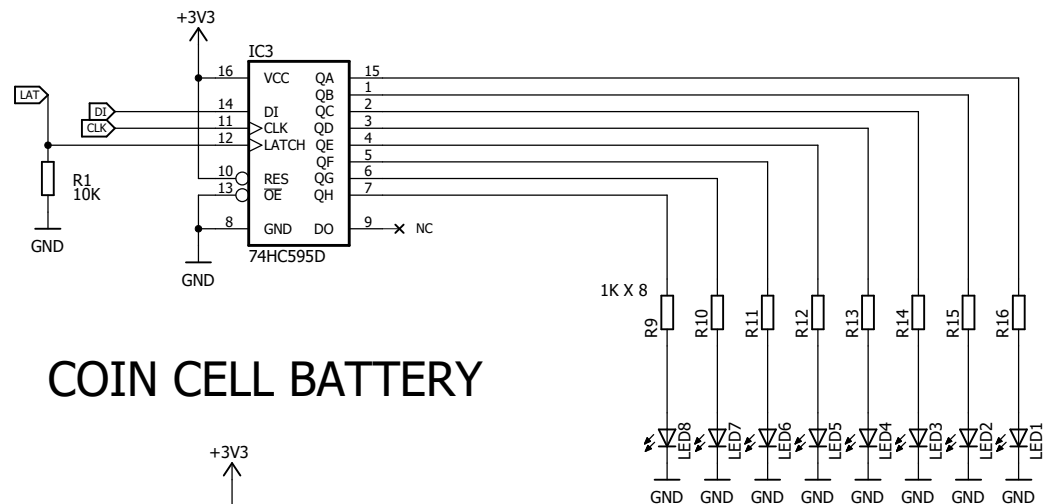 +3V3
IC3
16 VCC QA 15
QB 1
LAT
DI 14 DI QC 2
CLK 11 CLK QD 3
12 LATCH QE 4
QF 5
R1
10K
10 RES QG 6
13 OE QH 7
8 GND DO 9 NC
GND
74HC595D
GND
1K X 8
R9 R10 R11 R12 R13 R14 R15 R16
COIN CELL BATTERY
LED8 LED7 LED6 LED5 LED4 LED3 LED2 LED1
+3V3
GND GND GND GND GND GND GND GND